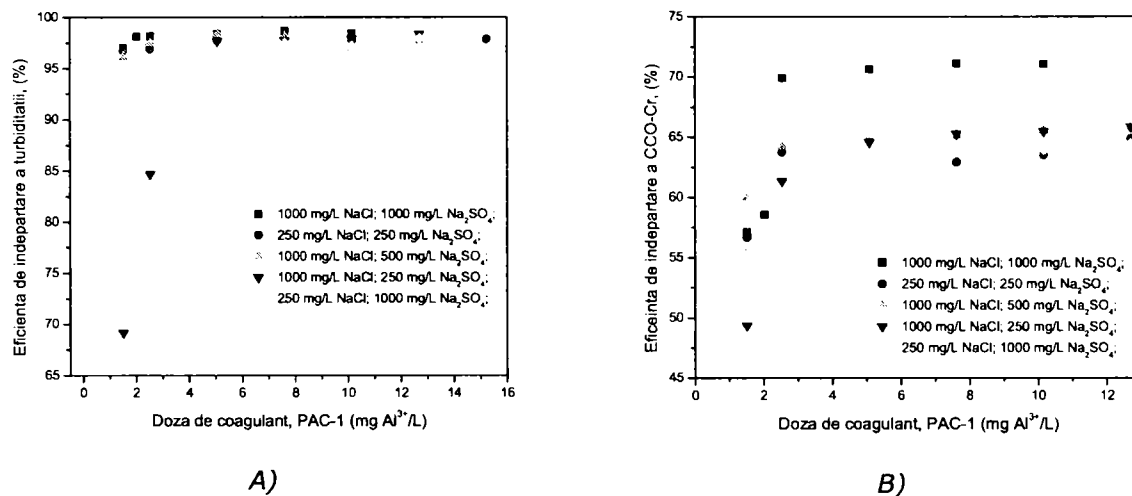 100
95
90
85
80
75
70
65
Eficienta de indepartare a turbiditatii, (%)
1000 mg/L NaCl; 1000 mg/L Na₂SO₄;
250 mg/L NaCl; 250 mg/L Na₂SO₄;
1000 mg/L NaCl; 500 mg/L Na₂SO₄;
1000 mg/L NaCl; 250 mg/L Na₂SO₄;
250 mg/L NaCl; 1000 mg/L Na₂SO₄;
0 2 4 6 8 10 12 14 16
Doza de coagulant, PAC-1 (mg Al³⁺/L)
A)
75
70
65
60
55
50
45
Eficeinta de indepartare a CCO-Cr, (%)
1000 mg/L NaCl; 1000 mg/L Na₂SO₄;
250 mg/L NaCl; 250 mg/L Na₂SO₄;
1000 mg/L NaCl; 500 mg/L Na₂SO₄;
1000 mg/L NaCl; 250 mg/L Na₂SO₄;
250 mg/L NaCl; 1000 mg/L Na₂SO₄;
0 2 4 6 8 10 12
Doza de coagulant, PAC-1 (mg Al³⁺/L)
B)